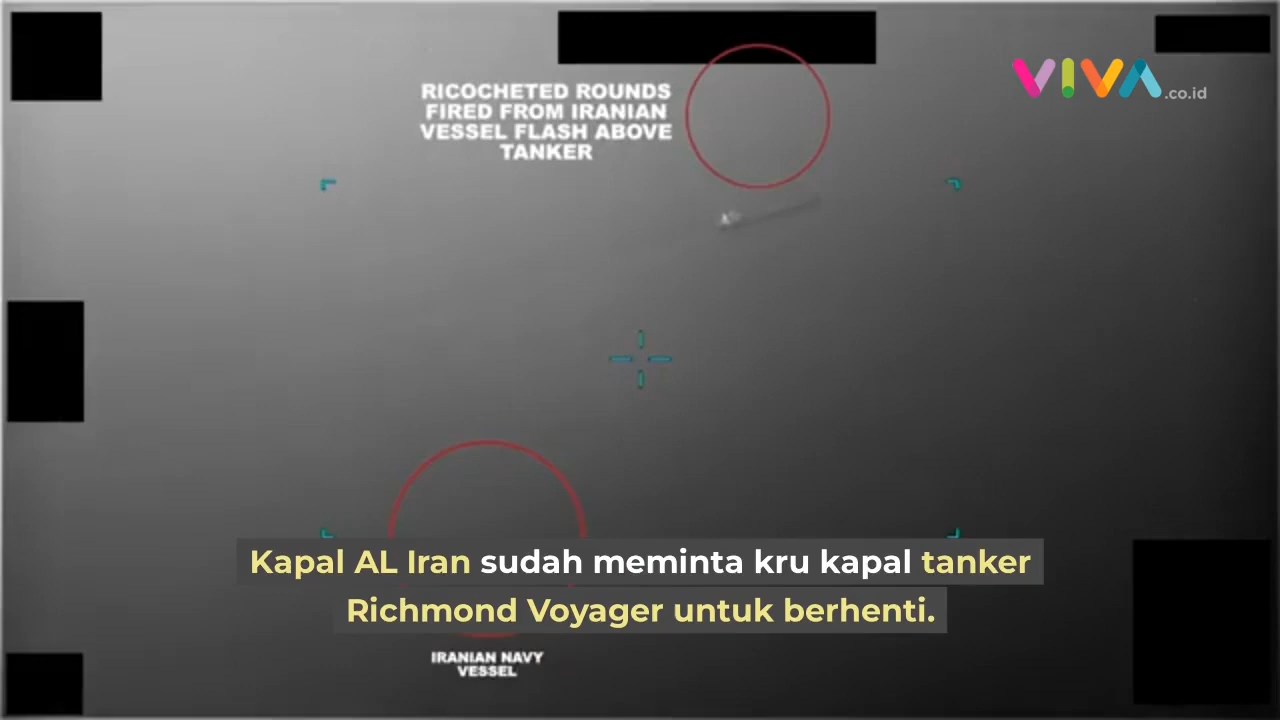 VIVA.co.id
RICOCHETED ROUNDS
FIRED FROM IRANIAN
VESSEL FLASH ABOVE
TANKER
Kapal AL Iran sudah meminta kru kapal tanker
Richmond Voyager untuk berhenti.
IRANIAN NAVY
VESSEL